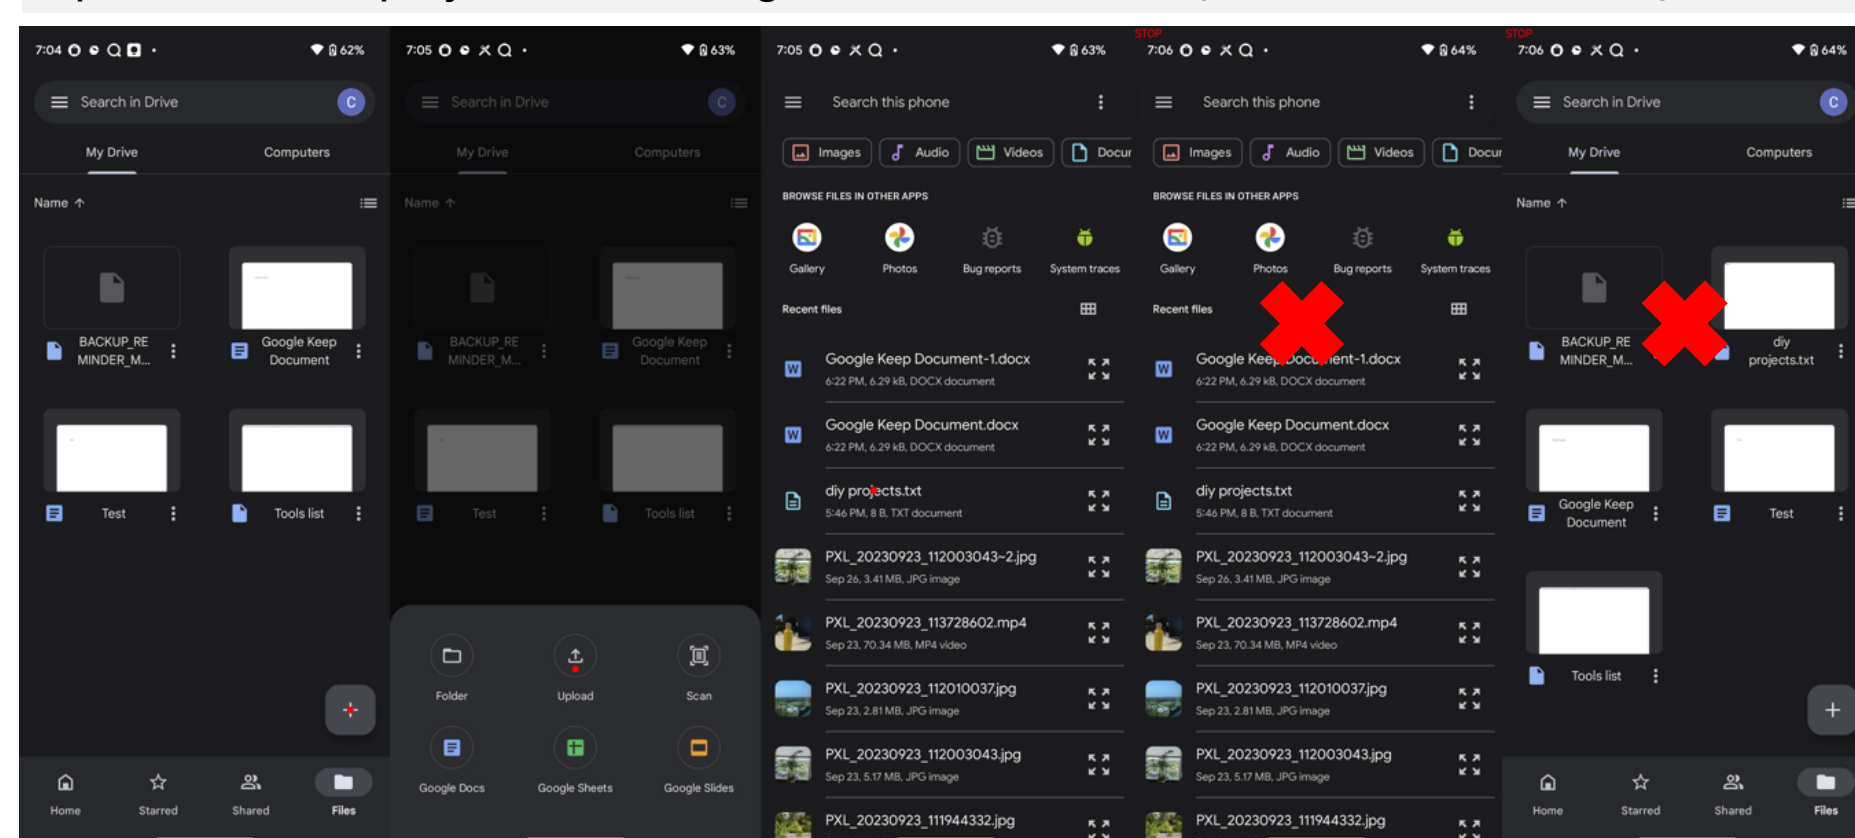 7:04
62%
Search in Drive
C
My Drive
Computers
Name ↑
BACKUP_RE
MINDER_M...
Google Keep
Document
Test
Tools list
Home
Starred
Shared
Files
7:05
63%
Search in Drive
C
My Drive
Computers
Name ↑
BACKUP_RE
MINDER_M...
Google Keep
Document
Test
Tools list
Folder
Upload
Scan
Google Docs
Google Sheets
Google Slides
7:05
63%
Search this phone
Images
Audio
Videos
Docur
BROWSE FILES IN OTHER APPS
Gallery
Photos
Bug reports
System traces
Recent files
Google Keep Document-1.docx
6:22 PM, 6.29 kB, DOCX document
Google Keep Document.docx
6:22 PM, 6.29 kB, DOCX document
diy projects.txt
5:46 PM, 8 B, TXT document
PXL_20230923_112003043~2.jpg
Sep 26, 3.41 MB, JPG image
PXL_20230923_113728602.mp4
Sep 23, 70.34 MB, MP4 video
PXL_20230923_112010037.jpg
Sep 23, 2.81 MB, JPG image
PXL_20230923_112003043.jpg
Sep 23, 5.17 MB, JPG image
PXL_20230923_111944332.jpg
STOP
7:06
64%
Search this phone
Images
Audio
Videos
Docur
BROWSE FILES IN OTHER APPS
Gallery
Photos
Bug reports
System traces
Recent files
Google Keep Document-1.docx
6:22 PM, 6.29 kB, DOCX document
Google Keep Document.docx
6:22 PM, 6.29 kB, DOCX document
diy projects.txt
5:46 PM, 8 B, TXT document
PXL_20230923_112003043~2.jpg
Sep 26, 3.41 MB, JPG image
PXL_20230923_113728602.mp4
Sep 23, 70.34 MB, MP4 video
PXL_20230923_112010037.jpg
Sep 23, 2.81 MB, JPG image
PXL_20230923_112003043.jpg
Sep 23, 5.17 MB, JPG image
PXL_20230923_111944332.jpg
STOP
7:06
64%
Search in Drive
C
My Drive
Computers
Name ↑
BACKUP_RE
MINDER_M...
diy
projects.txt
Google Keep
Document
Test
Tools list
Home
Starred
Shared
Files